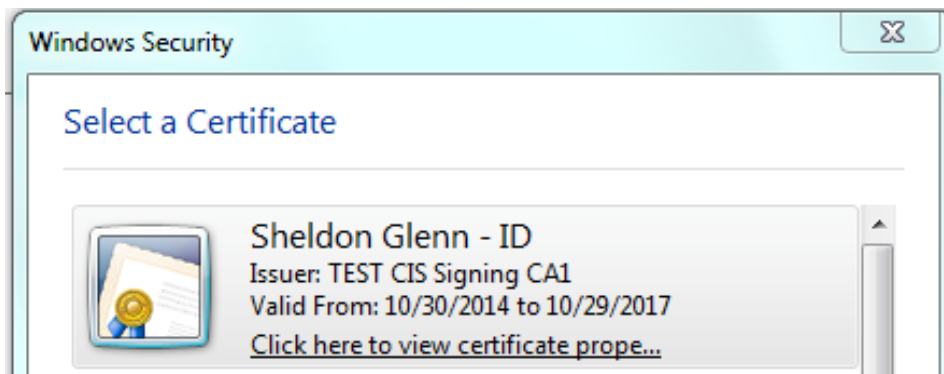 Windows Security
Select a Certificate
Sheldon Glenn - ID
Issuer: TEST CIS Signing CA1
Valid From: 10/30/2014 to 10/29/2017
Click here to view certificate prope...